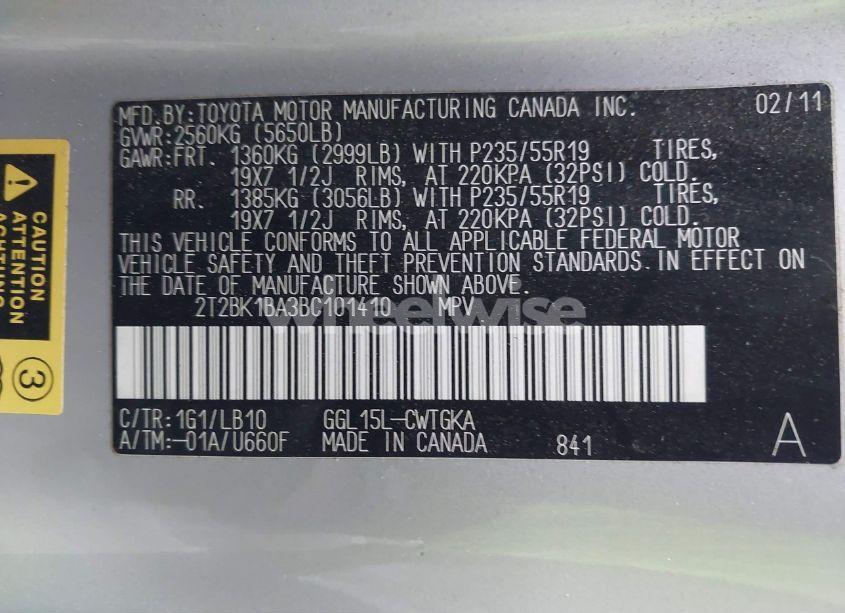 MFD.BY:TOYOTA MOTOR MANUFACTURING CANADA INC. 02/11
GVWR:2560KG (5650LB)
GAWR:FRT. 1360KG (2999LB) WITH P235/55R19 TIRES,
19X7 1/2J RIMS, AT 220KPA (32PSI) COLD.
RR. 1385KG (3056LB) WITH P235/55R19 TIRES,
19X7 1/2J RIMS, AT 220KPA (32PSI) COLD.
THIS VEHICLE CONFORMS TO ALL APPLICABLE FEDERAL MOTOR
VEHICLE SAFETY AND THEFT PREVENTION STANDARDS IN EFFECT ON
THE DATE OF MANUFACTURE SHOWN ABOVE.
2T2BK1BA3BC101410 MPV
wheelwise
C/TR:1G1/LB10 GGL15L-CWTGKA
A/TM:-01A/U660F MADE IN CANADA 841 A
CAUTION
ATTENTION
ACHTUNG
3